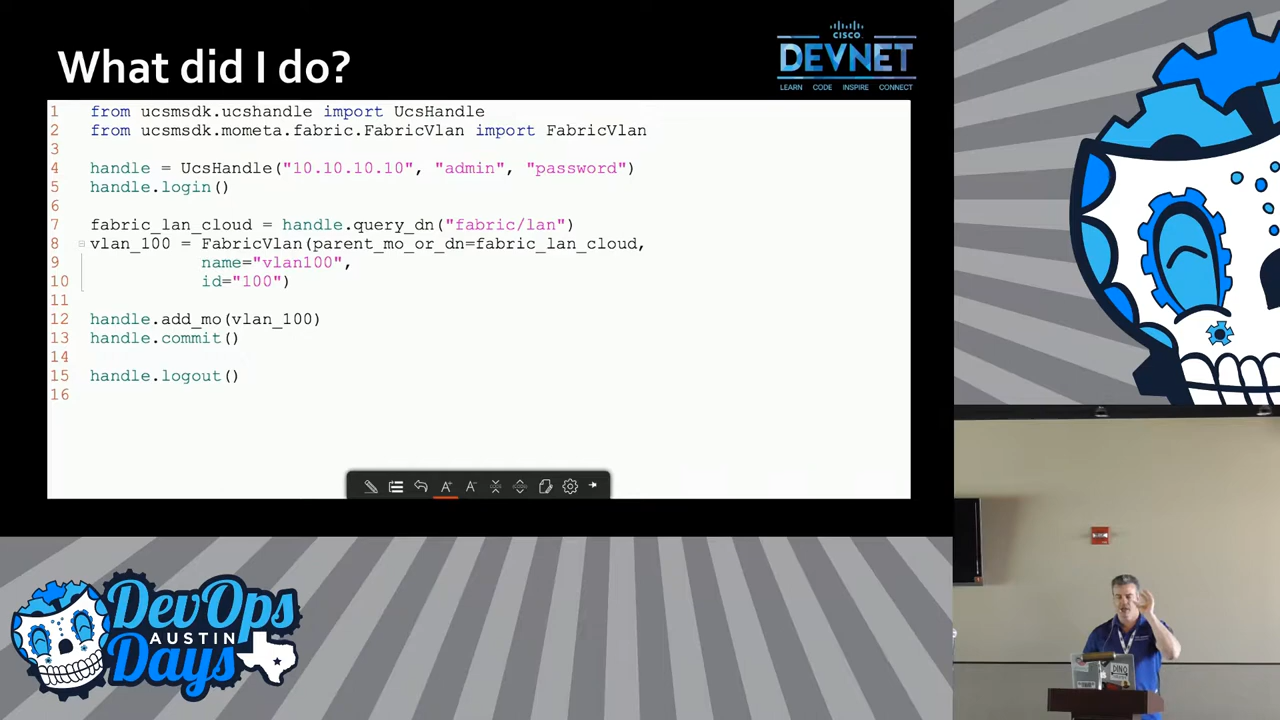 What did I do?
CISCO
DEVNET
LEARN CODE INSPIRE CONNECT
1 from ucsmsdk.ucshandle import UcsHandle
2 from ucsmsdk.mometa.fabric.FabricVlan import FabricVlan
3
4 handle = UcsHandle("10.10.10.10", "admin", "password")
5 handle.login()
6
7 fabric_lan_cloud = handle.query_dn("fabric/lan")
8 vlan_100 = FabricVlan(parent_mo_or_dn=fabric_lan_cloud,
9 name="vlan100",
10 id="100")
11
12 handle.add_mo(vlan_100)
13 handle.commit()
14
15 handle.logout()
16
A+ A-
DevOps
AUSTIN
Days
DINO